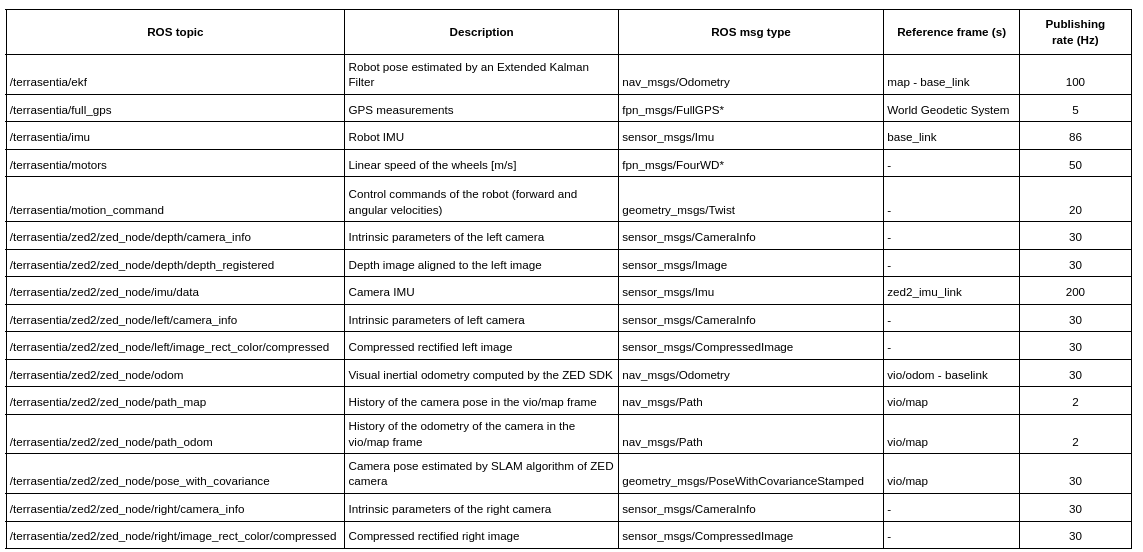 ROS topic Description ROS msg type Reference frame (s) Publishing
rate (Hz)
/terrasentia/ekf Robot pose estimated by an Extended Kalman
Filter nav_msgs/Odometry map - base_link 100
/terrasentia/full_gps GPS measurements fpn_msgs/FullGPS* World Geodetic System 5
/terrasentia/imu Robot IMU sensor_msgs/Imu base_link 86
/terrasentia/motors Linear speed of the wheels [m/s] fpn_msgs/FourWD* - 50
/terrasentia/motion_command Control commands of the robot (forward and
angular velocities) geometry_msgs/Twist - 20
/terrasentia/zed2/zed_node/depth/camera_info Intrinsic parameters of the left camera sensor_msgs/CameraInfo - 30
/terrasentia/zed2/zed_node/depth/depth_registered Depth image aligned to the left image sensor_msgs/Image - 30
/terrasentia/zed2/zed_node/imu/data Camera IMU sensor_msgs/Imu zed2_imu_link 200
/terrasentia/zed2/zed_node/left/camera_info Intrinsic parameters of left camera sensor_msgs/CameraInfo - 30
/terrasentia/zed2/zed_node/left/image_rect_color/compressed Compressed rectified left image sensor_msgs/CompressedImage - 30
/terrasentia/zed2/zed_node/odom Visual inertial odometry computed by the ZED SDK nav_msgs/Odometry vio/odom - baselink 30
/terrasentia/zed2/zed_node/path_map History of the camera pose in the vio/map frame nav_msgs/Path vio/map 2
/terrasentia/zed2/zed_node/path_odom History of the odometry of the camera in the
vio/map frame nav_msgs/Path vio/map 2
/terrasentia/zed2/zed_node/pose_with_covariance Camera pose estimated by SLAM algorithm of ZED
camera geometry_msgs/PoseWithCovarianceStamped vio/map 30
/terrasentia/zed2/zed_node/right/camera_info Intrinsic parameters of the right camera sensor_msgs/CameraInfo - 30
/terrasentia/zed2/zed_node/right/image_rect_color/compressed Compressed rectified right image sensor_msgs/CompressedImage - 30